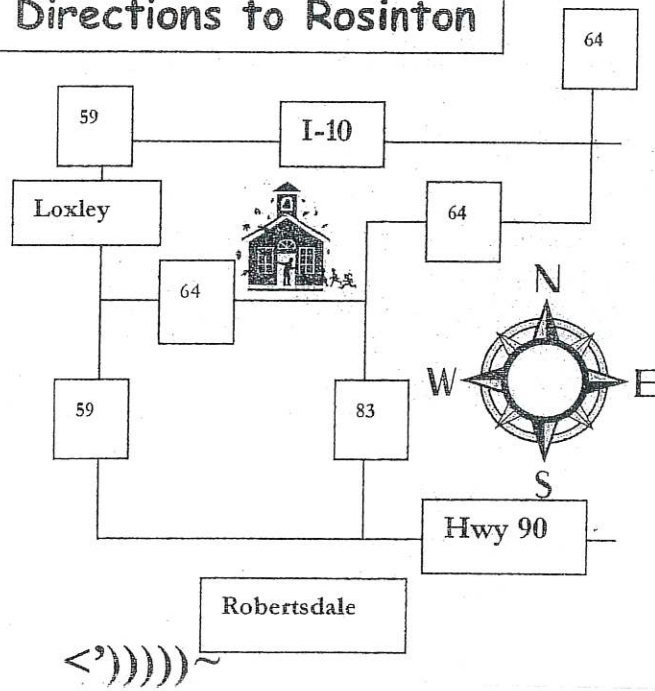 Directions to Rosinton
64
59
I-10
Loxley
64
64
N
W
E
59
83
S
Hwy 90
Robertsdale
<')))))~